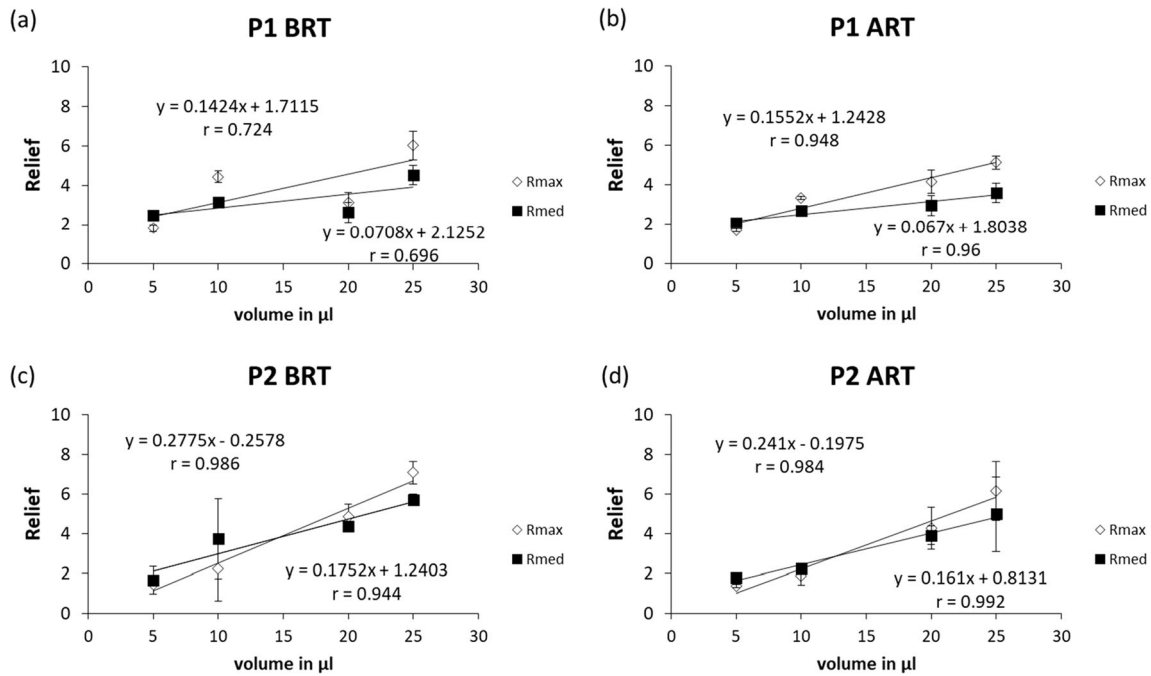 (a)
P1 BRT
Relief
10
8
6
4
2
0
y = 0.1424x + 1.7115
r = 0.724
y = 0.0708x + 2.1252
r = 0.696
Rmax
Rmed
0 5 10 15 20 25 30
volume in µl
(b)
P1 ART
Relief
10
8
6
4
2
0
y = 0.1552x + 1.2428
r = 0.948
y = 0.067x + 1.8038
r = 0.96
Rmax
Rmed
0 5 10 15 20 25 30
volume in µl
(c)
P2 BRT
Relief
10
8
6
4
2
0
y = 0.2775x - 0.2578
r = 0.986
y = 0.1752x + 1.2403
r = 0.944
Rmax
Rmed
0 5 10 15 20 25 30
volume in µl
(d)
P2 ART
Relief
10
8
6
4
2
0
y = 0.241x - 0.1975
r = 0.984
y = 0.161x + 0.8131
r = 0.992
Rmax
Rmed
0 5 10 15 20 25 30
volume in µl